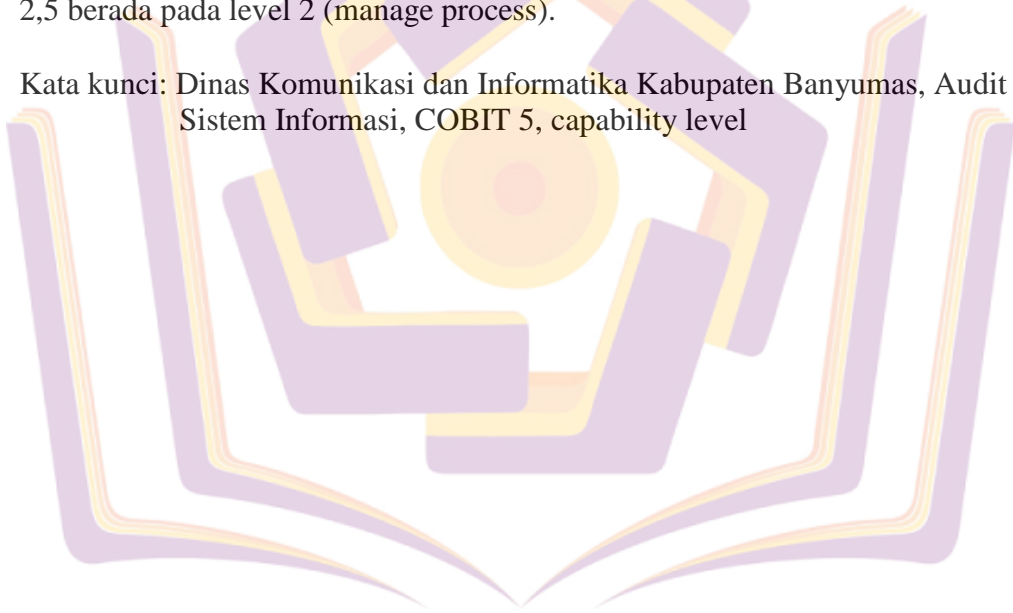 2,5 berada pada level 2 (manage process).
Kata kunci: Dinas Komunikasi dan Informatika Kabupaten Banyumas, Audit
Sistem Informasi, COBIT 5, capability level